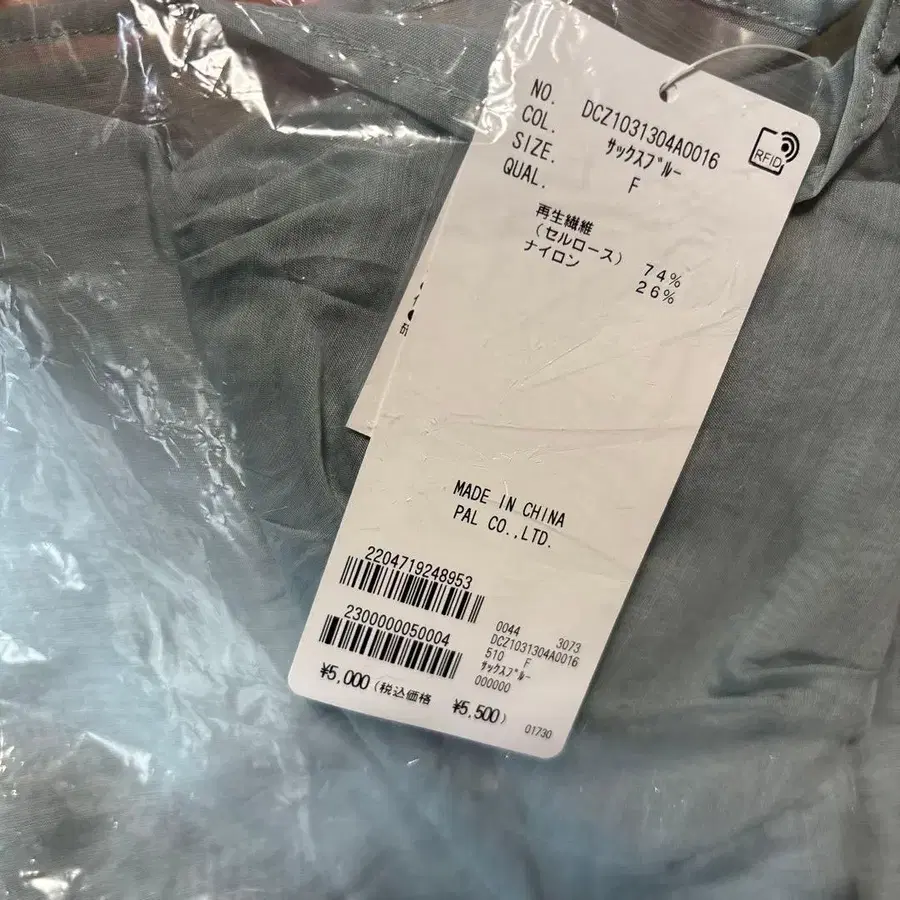 NO. DCZ1031304A0016
COL. サックスブルー
SIZE. F
QUAL.
再生繊維
(セルロース) 74%
ナイロン 26%
RFID
MADE IN CHINA
PAL CO.,LTD.
2204719248953
2300000050004
0044 3073
DCZ1031304A0016
510 F
サックスブルー
000000
¥5,000 (税込価格 ¥5,500)
01730